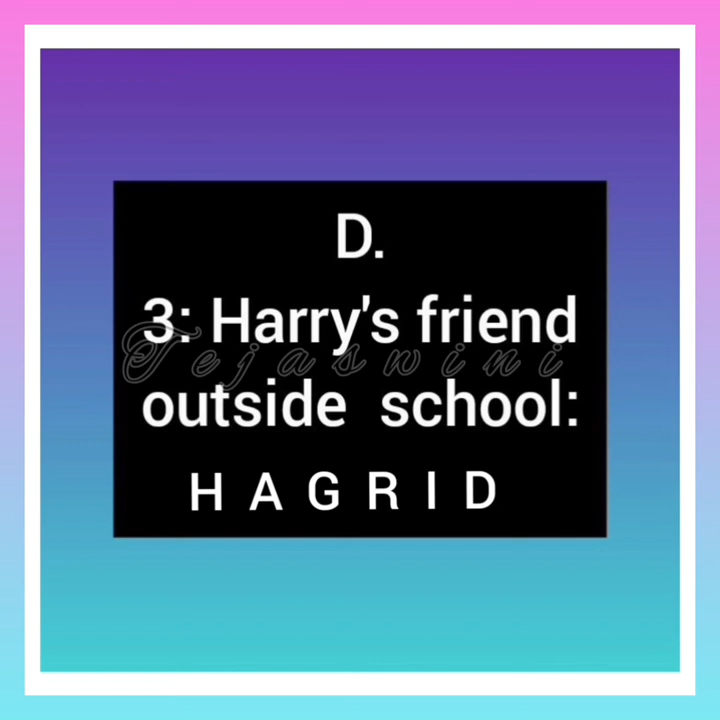 D.
3: Harry's friend
Tejaswini
outside school:
H A G R I D